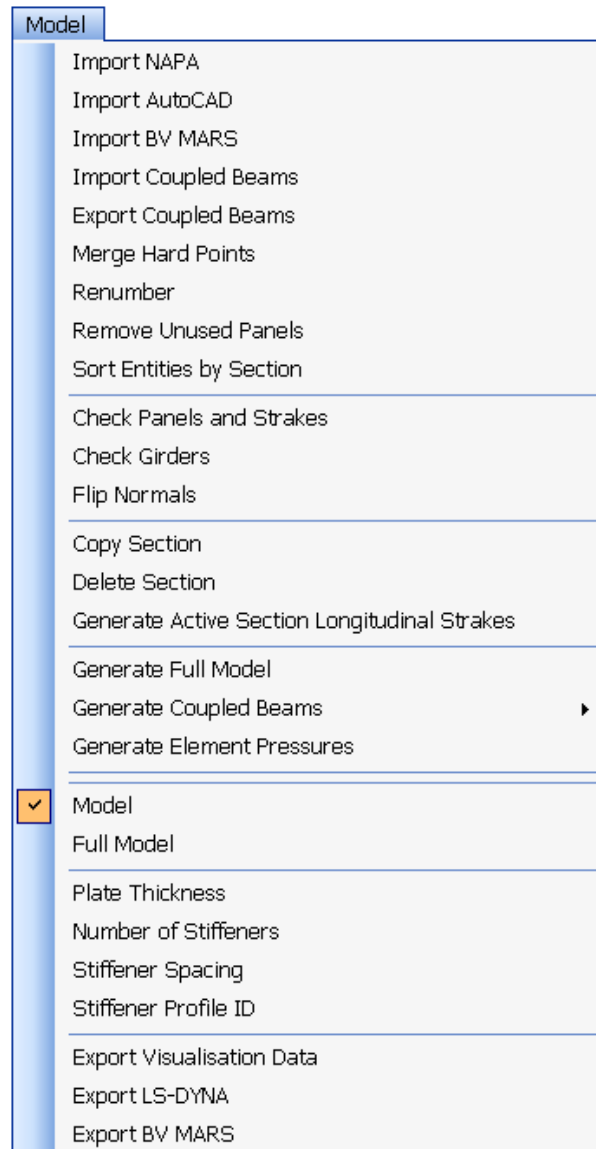 Model
Import NAPA
Import AutoCAD
Import BV MARS
Import Coupled Beams
Export Coupled Beams
Merge Hard Points
Renumber
Remove Unused Panels
Sort Entities by Section
Check Panels and Strakes
Check Girders
Flip Normals
Copy Section
Delete Section
Generate Active Section Longitudinal Strakes
Generate Full Model
Generate Coupled Beams
Generate Element Pressures
Model
Full Model
Plate Thickness
Number of Stiffeners
Stiffener Spacing
Stiffener Profile ID
Export Visualisation Data
Export LS-DYNA
Export BV MARS